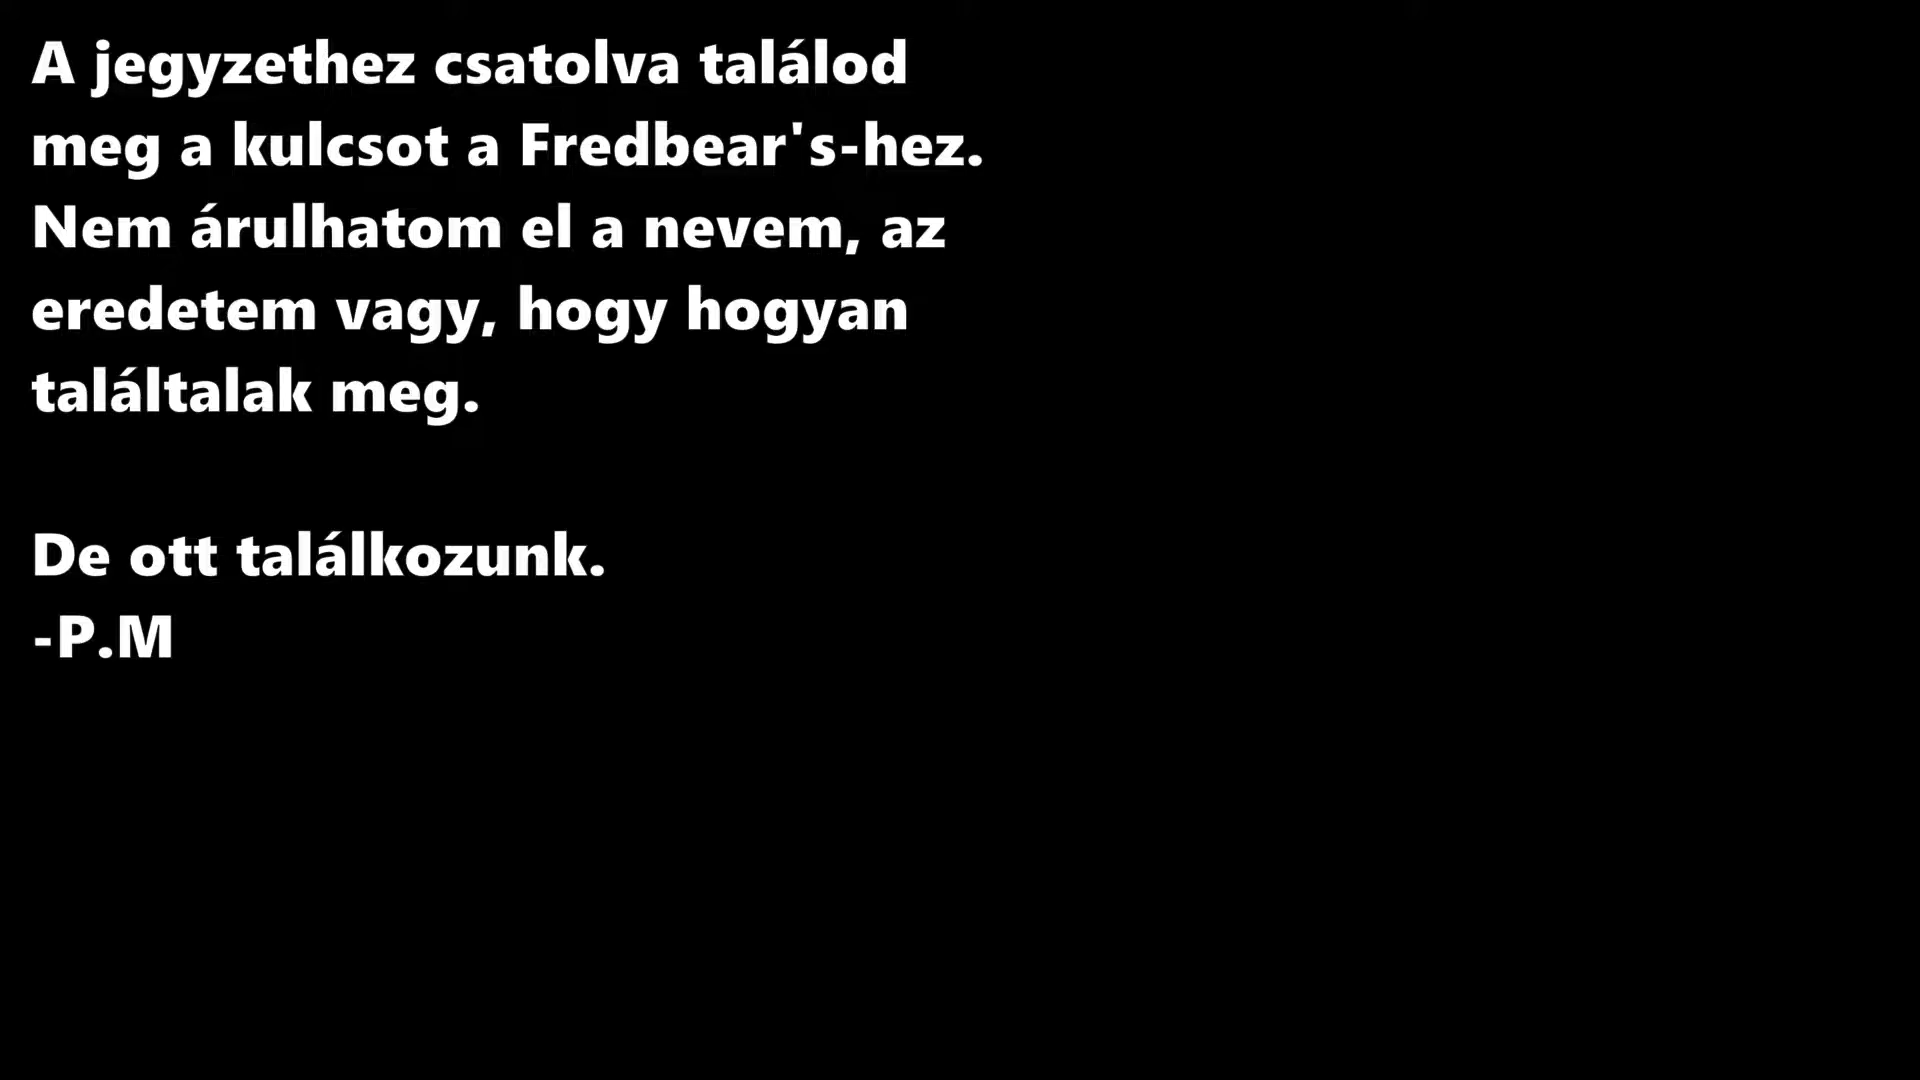 A jegyzethez csatolva találod
meg a kulcsot a Fredbear's-hez.
Nem árulhatom el a nevem, az
eredetem vagy, hogy hogyan
találtalak meg.
De ott találkozunk.
-P.M